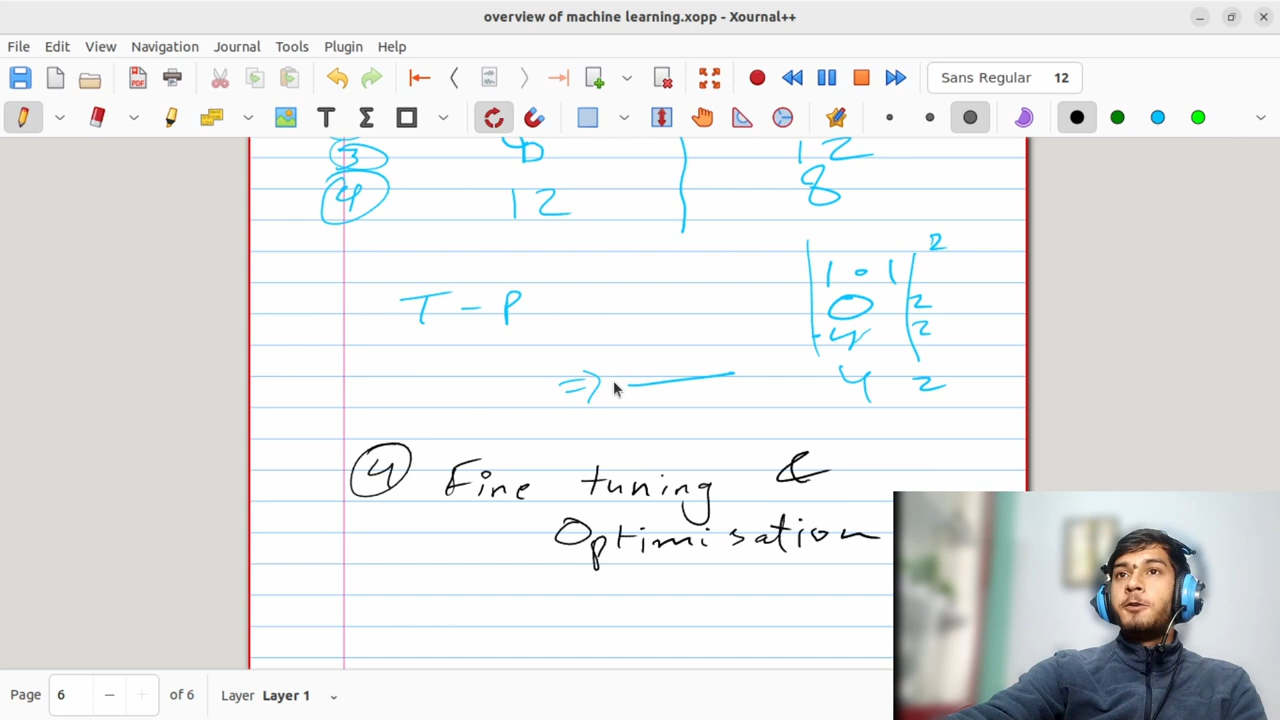 overview of machine learning.xopp - Xournal++
File Edit View Navigation Journal Tools Plugin Help
Sans Regular 12
3 12
4 12 8
2
1 . 1
T - P 0 2
-4 2
⇒ 4 2
4 Fine tuning &
Optimisation
Page 6 of 6 Layer Layer 1